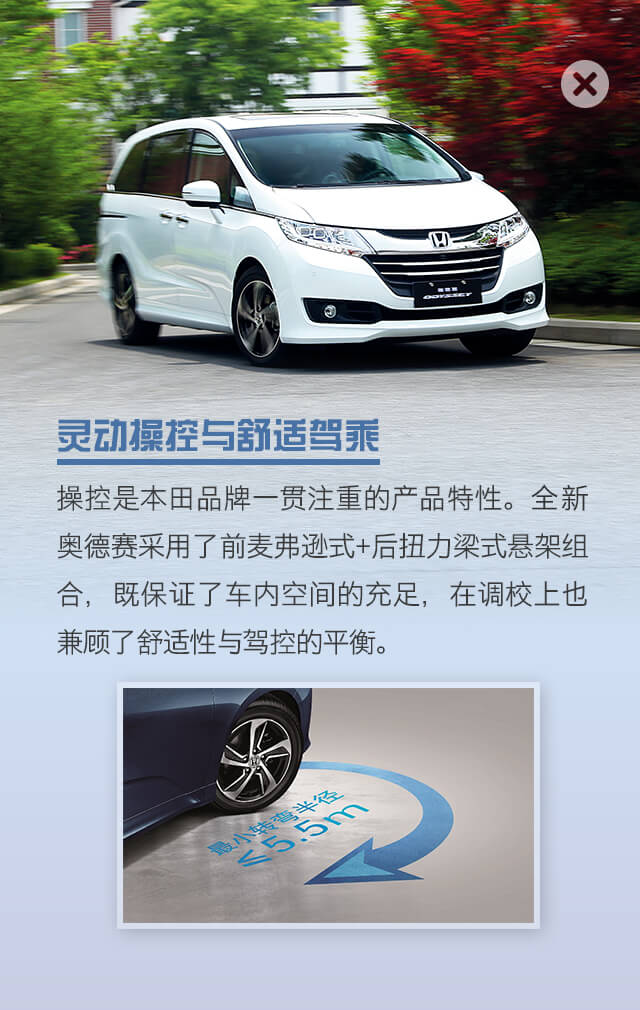 奥德赛
ODYSSEY
灵动操控与舒适驾乘
操控是本田品牌一贯注重的产品特性。全新
奥德赛采用了前麦弗逊式+后扭力梁式悬架组
合，既保证了车内空间的充足，在调校上也
兼顾了舒适性与驾控的平衡。
最小转弯半径
≤5.5m